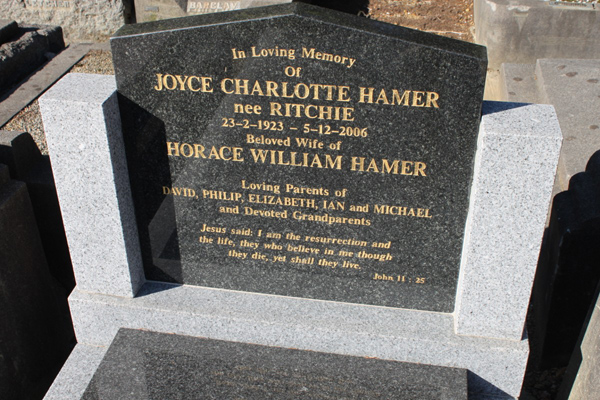 In Loving Memory
Of
JOYCE CHARLOTTE HAMER
nee RITCHIE
23-2-1923 - 5-12-2006
Beloved Wife of
HORACE WILLIAM HAMER
Loving Parents of
DAVID, PHILIP, ELIZABETH, IAN and MICHAEL
and Devoted Grandparents
Jesus said: I am the resurrection and
the life, they who believe in me though
they die, yet shall they live.
John, 11 : 25